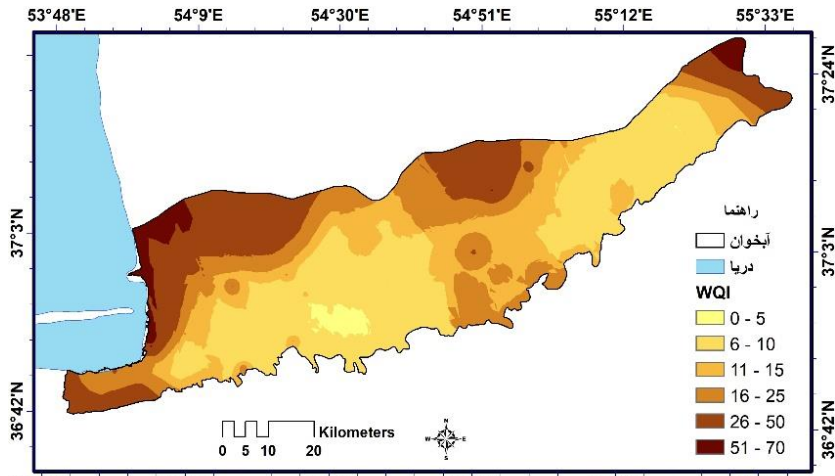 53°48'E 54°9'E 54°30'E 54°51'E 55°12'E 55°33'E
37°24'N
37°3'N
37°3'N
36°42'N
36°42'N
راهنما
آبخوان
دریا
WQI
0 - 5
6 - 10
11 - 15
16 - 25
26 - 50
51 - 70
Kilometers
0 5 10 20
N
W E
S